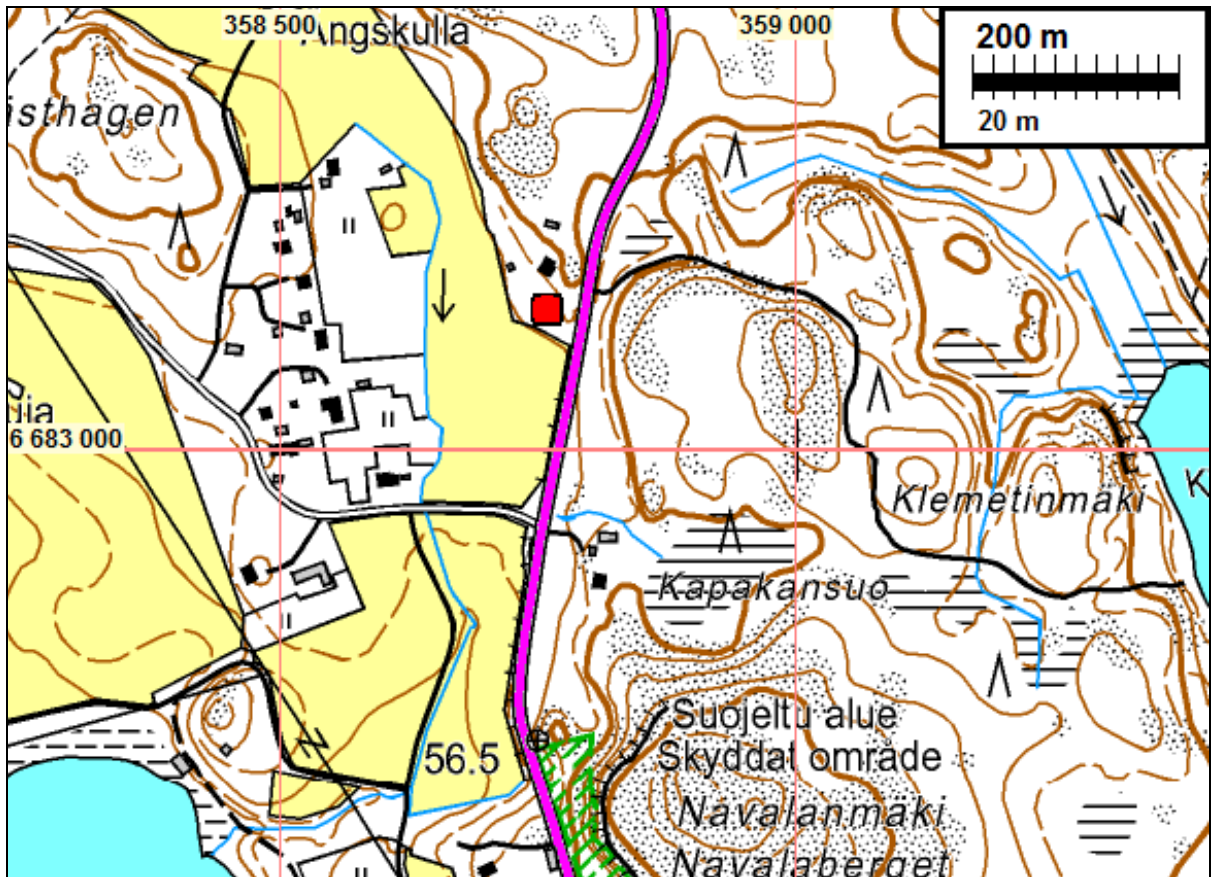 358 500
359 000
Ängskulla
200 m
20 m
ästhagen
6 683 000
Klemetinmäki
Kapakansuo
Suojeltu alue
Skyddat område
56.5
Navalanmäki
Navalaberget